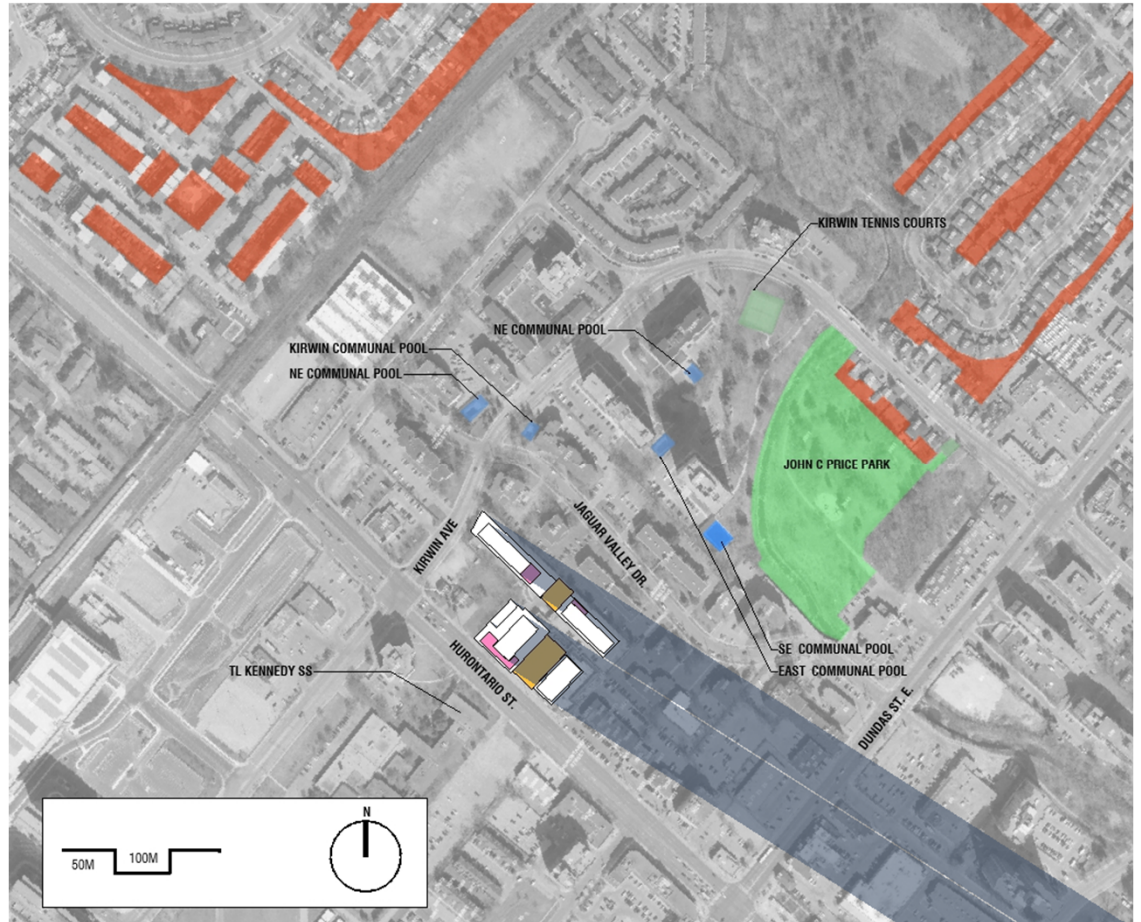 KIRWIN TENNIS COURTS
NE COMMUNAL POOL
KIRWIN COMMUNAL POOL
NE COMMUNAL POOL
JOHN C PRICE PARK
KIRWIN AVE
JAGUAR VALLEY DR.
HURONTARIO ST.
TL KENNEDY SS
SE COMMUNAL POOL
EAST COMMUNAL POOL
DUNDAS ST. E.
N
50M
100M